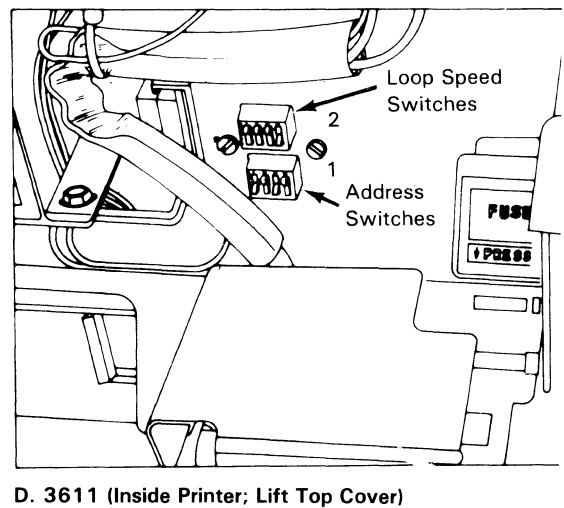 Loop Speed
Switches
2
1
Address
Switches
FUSE
PRESS
D. 3611 (Inside Printer; Lift Top Cover)